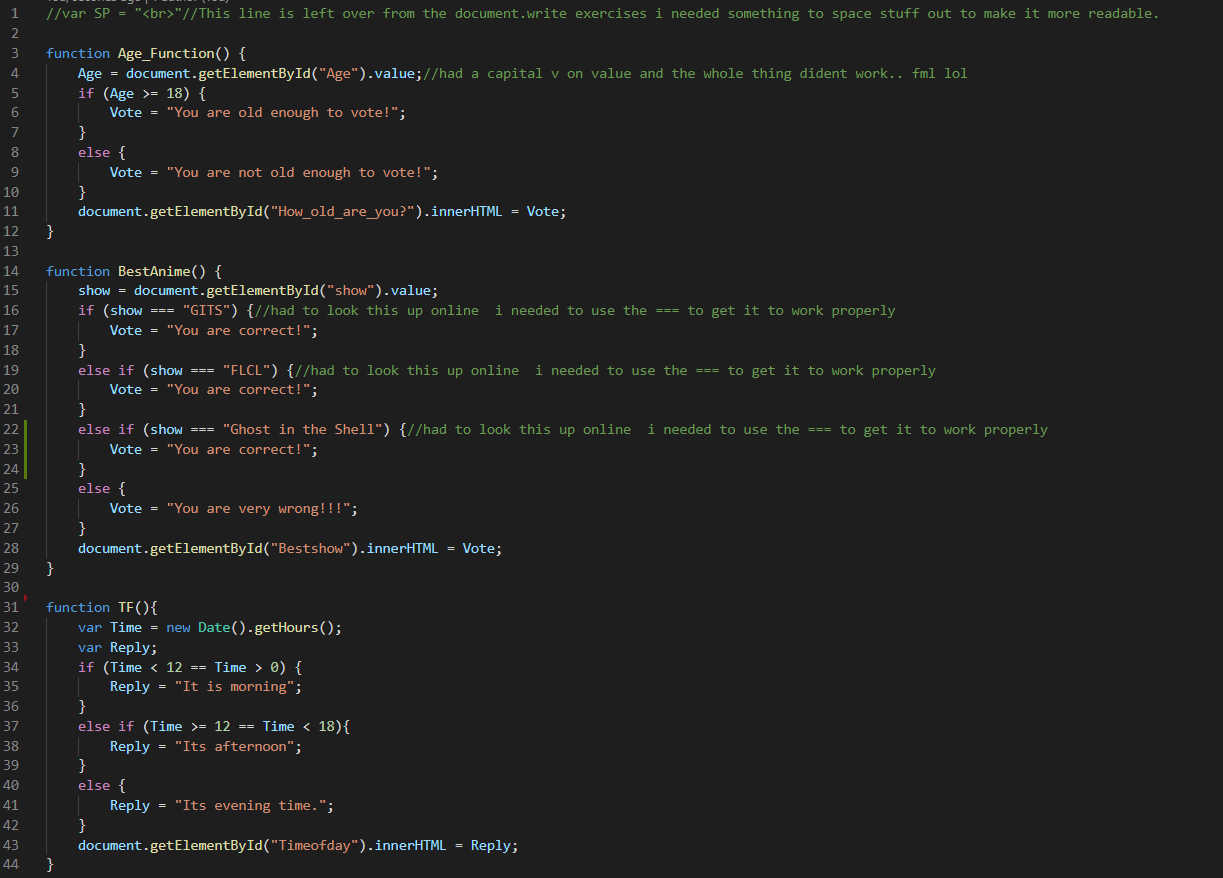 1 //var SP = "<br>"//This line is left over from the document.write exercises i needed something to space stuff out to make it more readable.
2
3 function Age_Function() {
4 Age = document.getElementById("Age").value;//had a capital v on value and the whole thing dident work.. fml lol
5 if (Age >= 18) {
6 Vote = "You are old enough to vote!";
7 }
8 else {
9 Vote = "You are not old enough to vote!";
10 }
11 document.getElementById("How_old_are_you?").innerHTML = Vote;
12 }
13
14 function BestAnime() {
15 show = document.getElementById("show").value;
16 if (show === "GITS") {//had to look this up online  i needed to use the === to get it to work properly
17 Vote = "You are correct!";
18 }
19 else if (show === "FLCL") {//had to look this up online  i needed to use the === to get it to work properly
20 Vote = "You are correct!";
21 }
22 else if (show === "Ghost in the Shell") {//had to look this up online  i needed to use the === to get it to work properly
23 Vote = "You are correct!";
24 }
25 else {
26 Vote = "You are very wrong!!!";
27 }
28 document.getElementById("Bestshow").innerHTML = Vote;
29 }
30
31 function TF(){
32 var Time = new Date().getHours();
33 var Reply;
34 if (Time < 12 == Time > 0) {
35 Reply = "It is morning";
36 }
37 else if (Time >= 12 == Time < 18){
38 Reply = "Its afternoon";
39 }
40 else {
41 Reply = "Its evening time.";
42 }
43 document.getElementById("Timeofday").innerHTML = Reply;
44 }